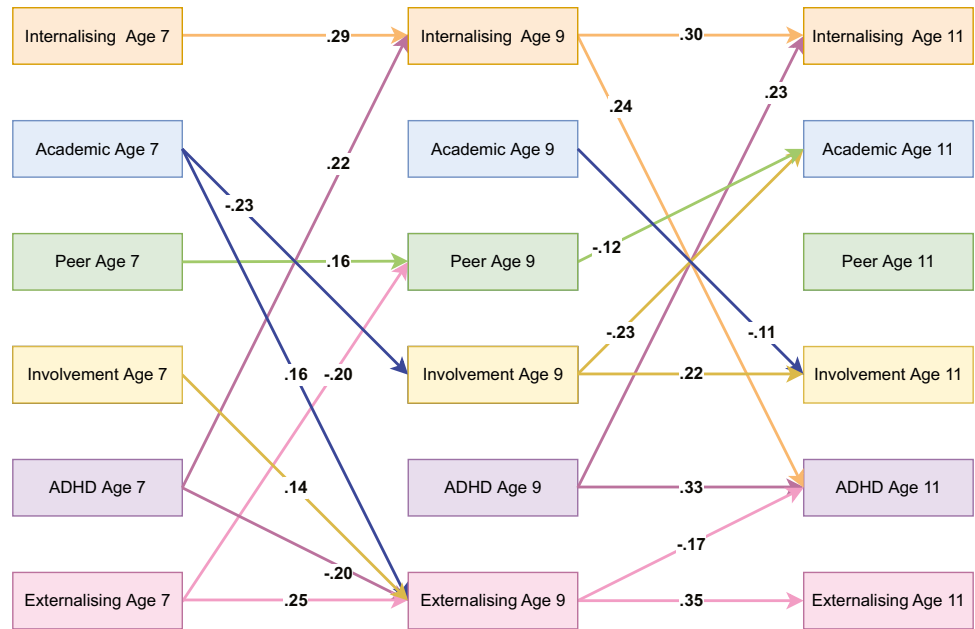 Internalising Age 7
.29
Internalising Age 9
.30
Internalising Age 11
.23
.24
Academic Age 7
Academic Age 9
Academic Age 11
.22
-.23
Peer Age 7
.16
Peer Age 9
-.12
Peer Age 11
-.23
-.11
Involvement Age 7
.16
-.20
Involvement Age 9
.22
Involvement Age 11
ADHD Age 7
.14
ADHD Age 9
.33
ADHD Age 11
-.20
-.17
Externalising Age 7
.25
Externalising Age 9
.35
Externalising Age 11